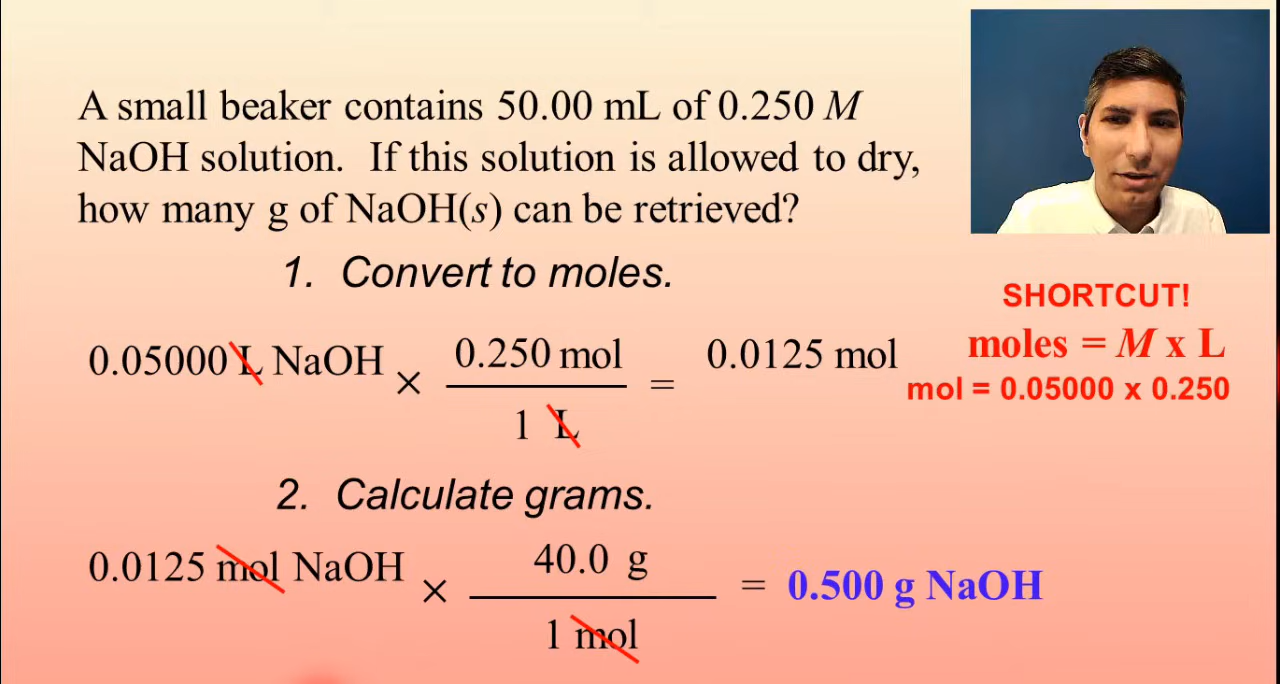 A small beaker contains 50.00 mL of 0.250 M
NaOH solution. If this solution is allowed to dry,
how many g of NaOH(s) can be retrieved?
1. Convert to moles.
SHORTCUT!
moles = M x L
mol = 0.05000 x 0.250
0.05000 L NaOH × 0.250 mol / 1 L = 0.0125 mol
2. Calculate grams.
0.0125 mol NaOH × 40.0 g / 1 mol = 0.500 g NaOH